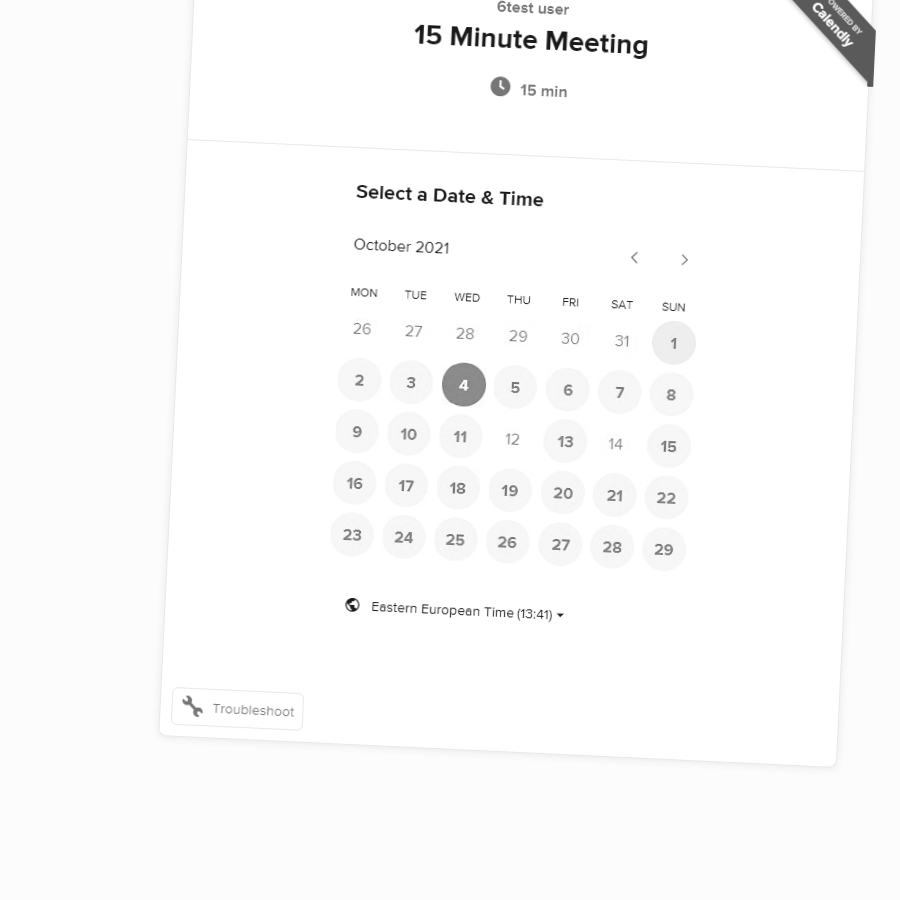 6test user
15 Minute Meeting
15 min
POWERED BY
Calendly
Select a Date & Time
October 2021
MON TUE WED THU FRI SAT SUN
26 27 28 29 30 31 1
2 3 4 5 6 7 8
9 10 11 12 13 14 15
16 17 18 19 20 21 22
23 24 25 26 27 28 29
Eastern European Time (13:41)
Troubleshoot